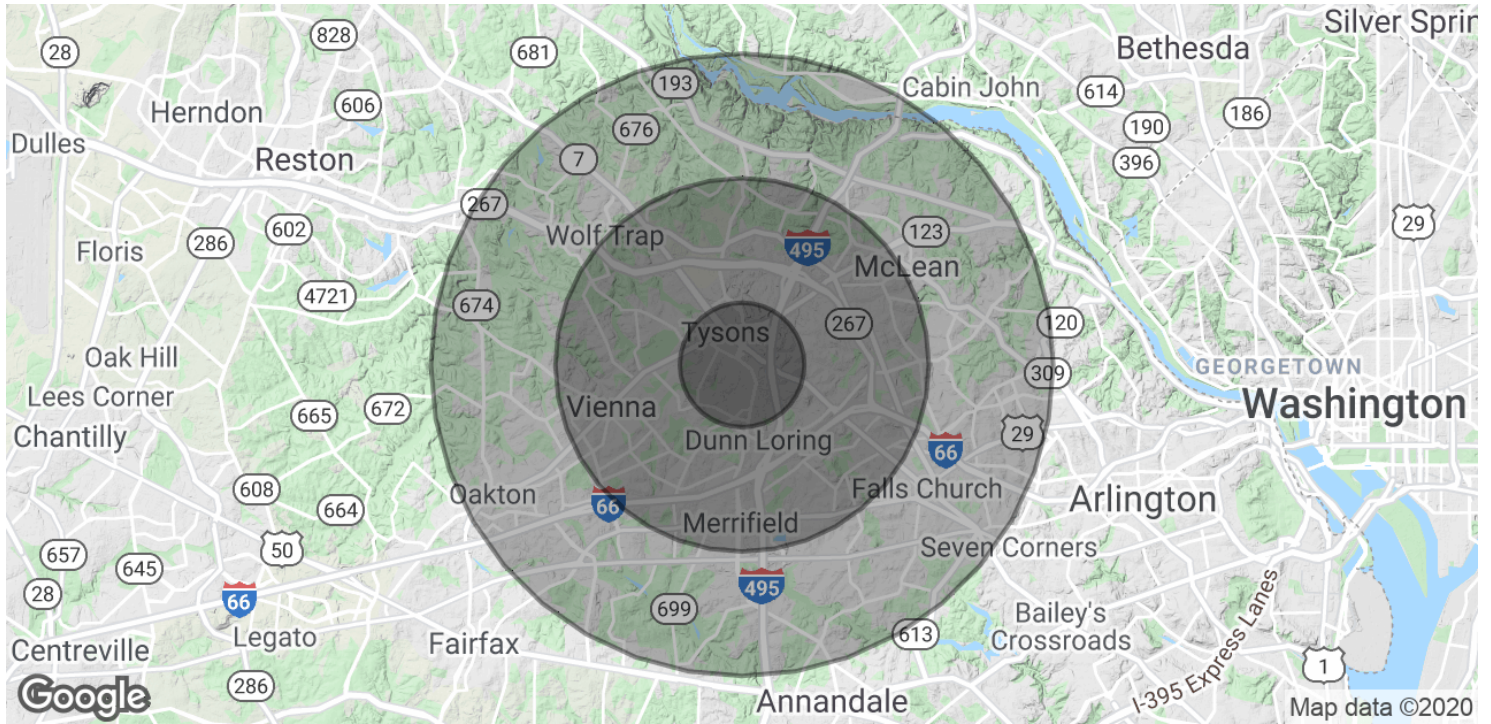 Silver Sprin
828
28
681
Bethesda
193
Cabin John
614
606
Herndon
186
190
676
Dulles
7
Reston
396
267
29
602
123
Wolf Trap
286
Floris
495
McLean
4721
674
267
120
Tysons
Oak Hill
GEORGETOWN
309
Lees Corner
672
Washington
Vienna
665
Chantilly
29
Dunn Loring
66
608
Oakton
Falls Church
Arlington
66
664
Merrifield
50
Seven Corners
657
645
495
28
66
699
Bailey's
Crossroads
613
Legato
Fairfax
Centreville
I-395 Express Lanes
1
286
Google
Annandale
Map data ©2020